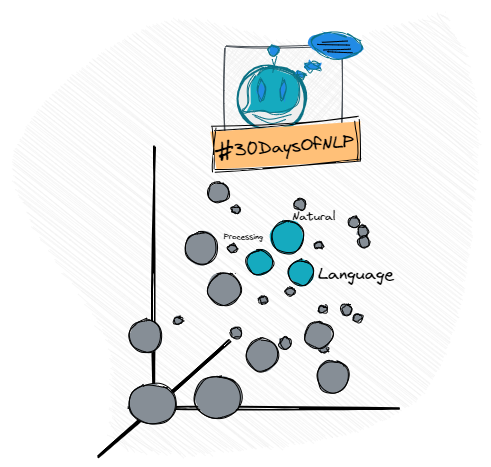 #30DaysOfNLP
Natural
Processing
Language